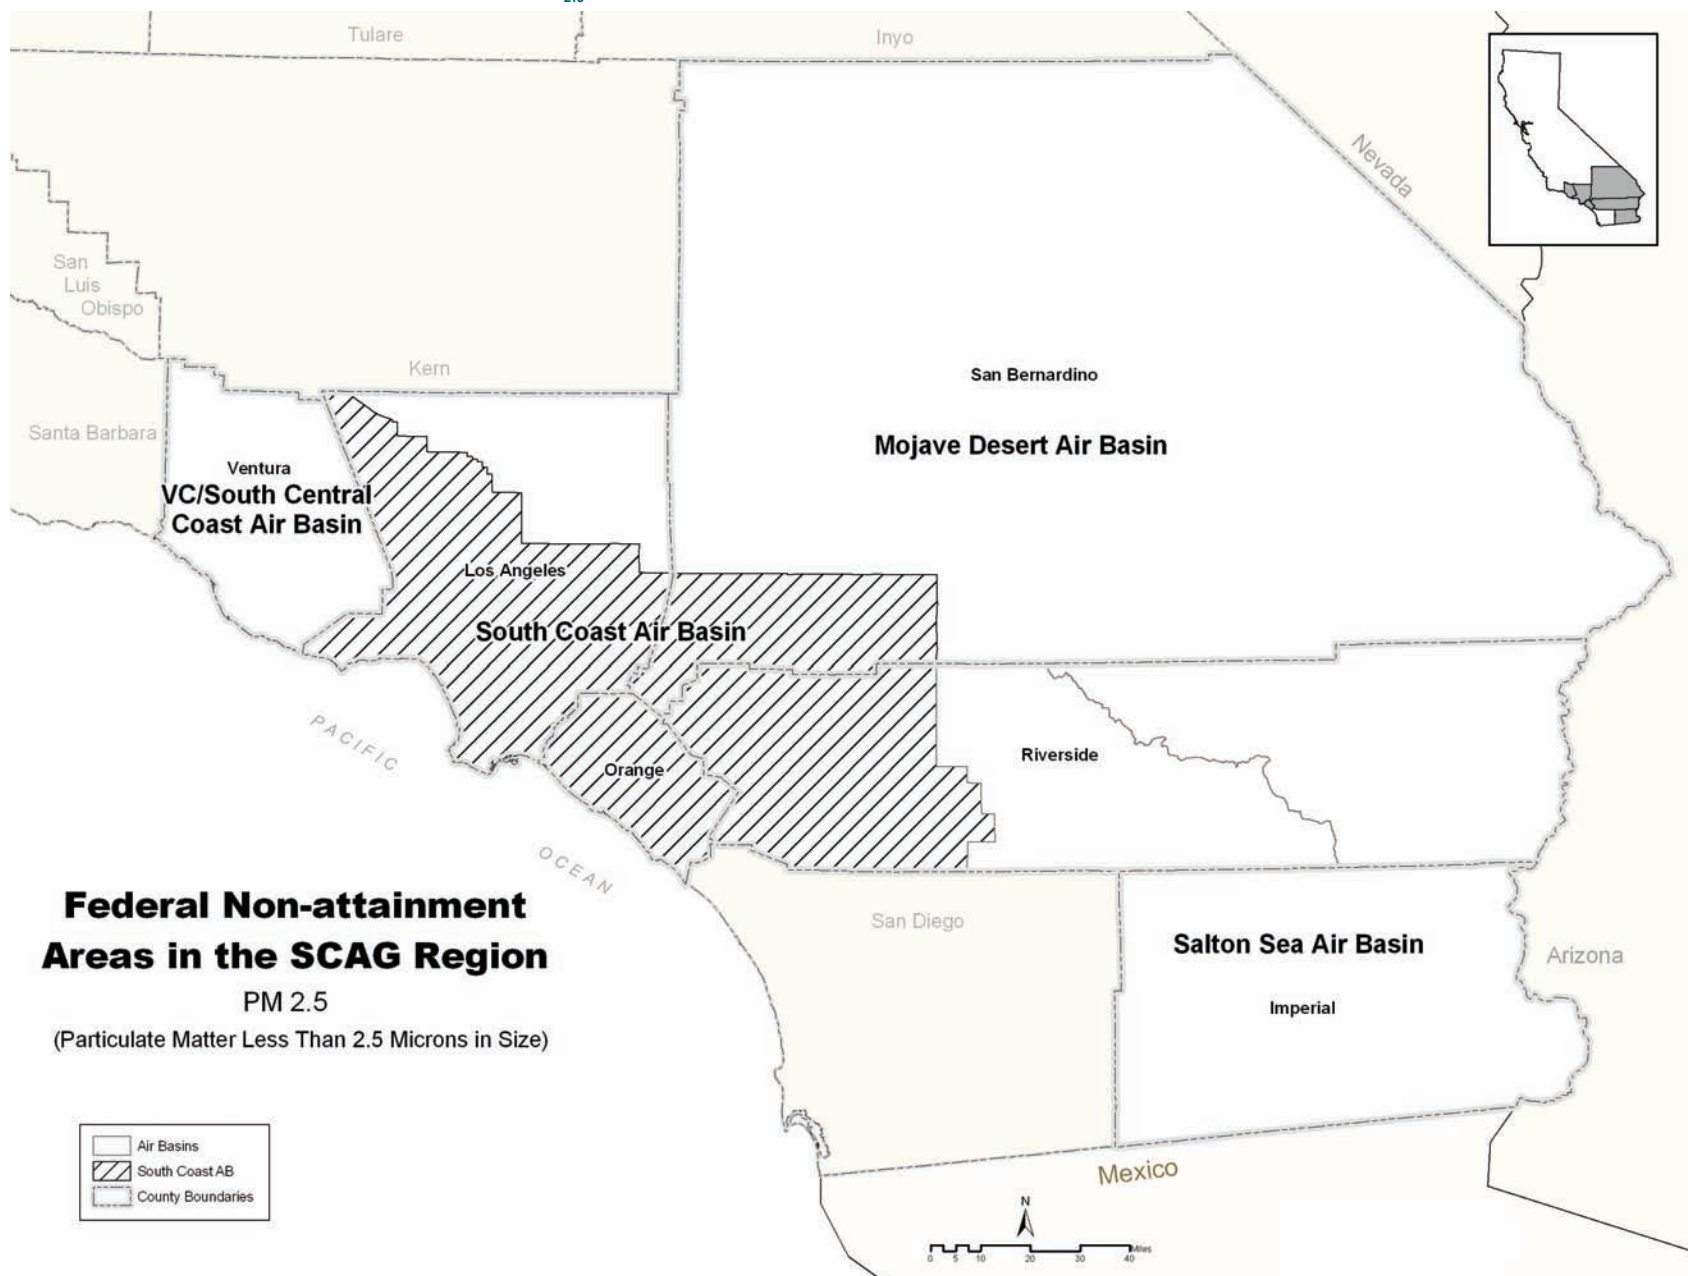 2.5
Tulare
Inyo
Nevada
San
Luis
Obispo
Kern
San Bernardino
Santa Barbara
Mojave Desert Air Basin
Ventura
VC/South Central
Coast Air Basin
Los Angeles
South Coast Air Basin
PACIFIC
Riverside
Orange
OCEAN
Federal Non-attainment
Areas in the SCAG Region
PM 2.5
(Particulate Matter Less Than 2.5 Microns in Size)
San Diego
Salton Sea Air Basin
Arizona
Imperial
Air Basins
South Coast AB
County Boundaries
Mexico
N
Miles
0 5 10 20 30 40